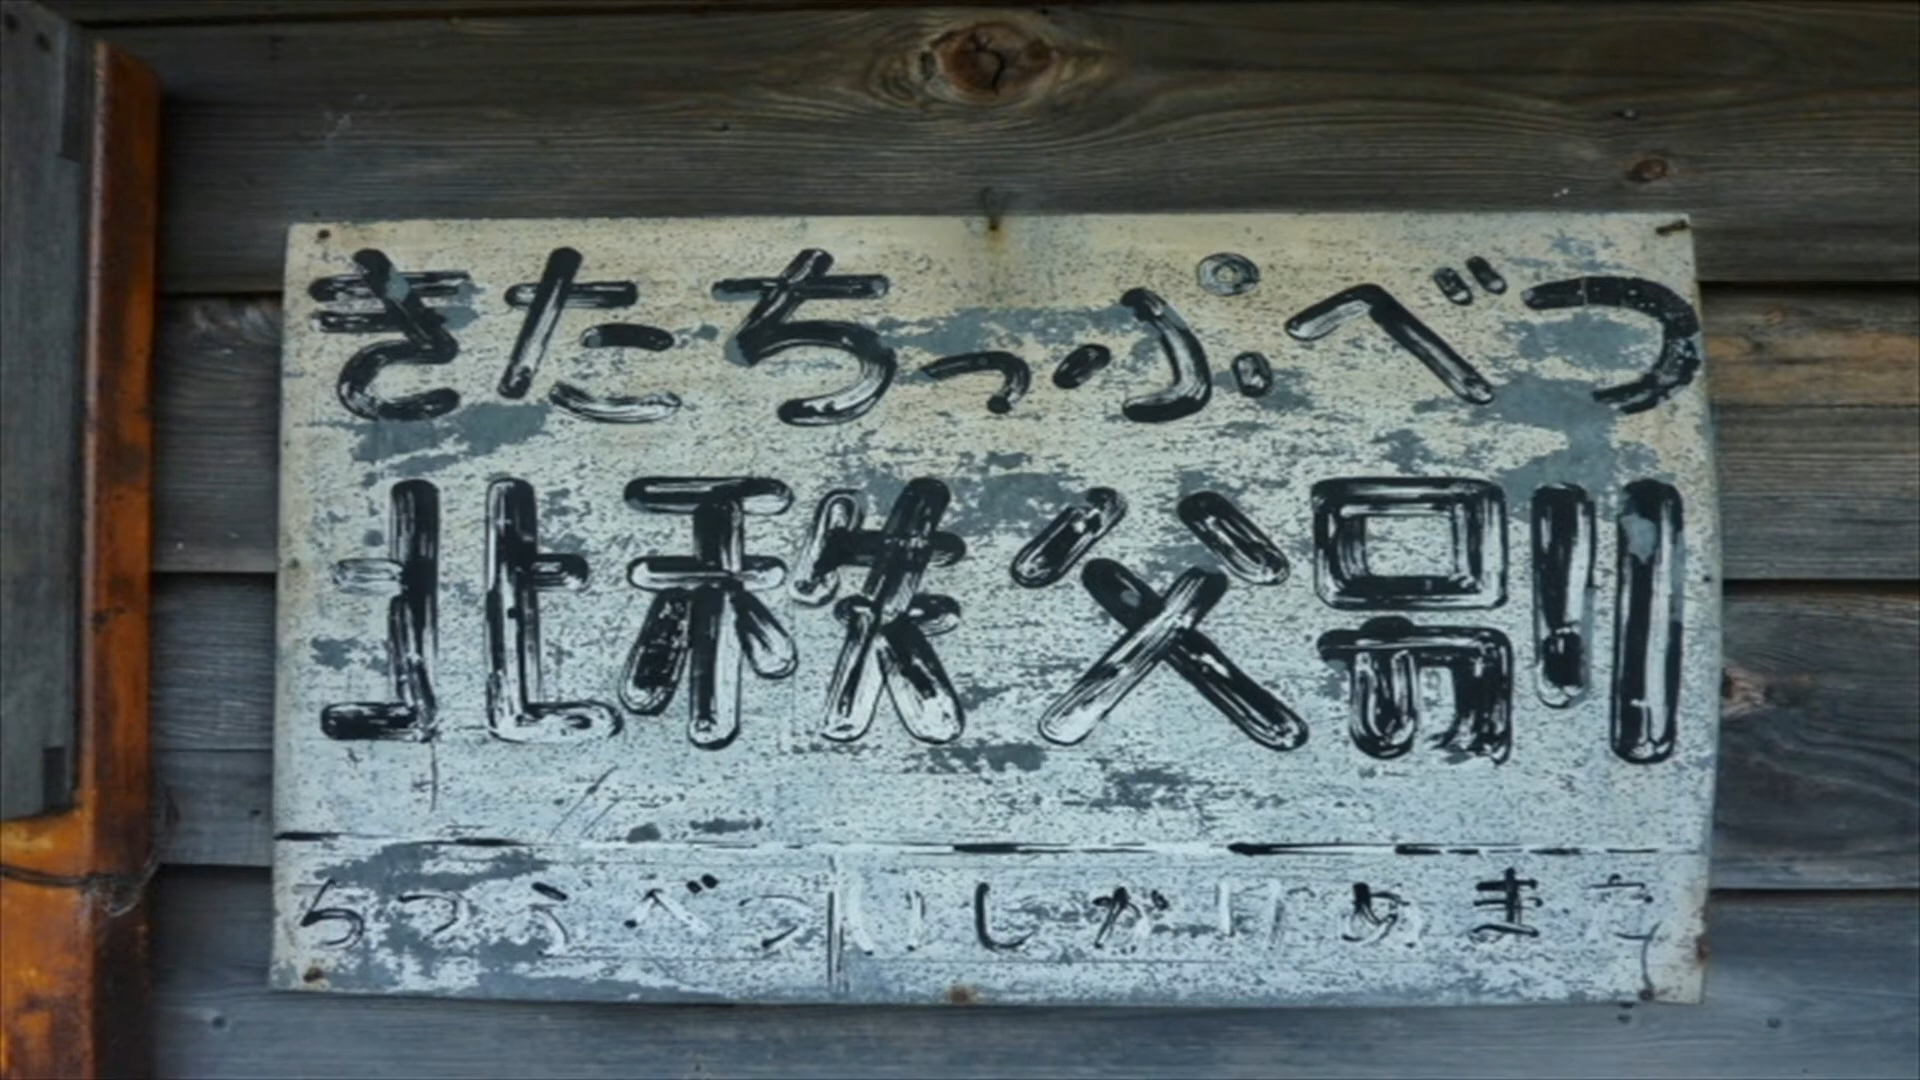 きたちっぷべつ
北秩父別
ちっぷべつ いしかりぬまた